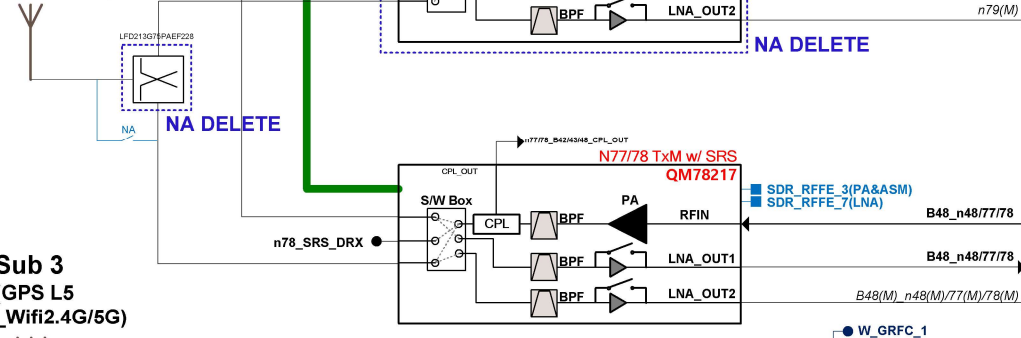 n79(M)
BPF
LNA_OUT2
NA DELETE
LFD213G75PAEF228
NA DELETE
NA
n77/78_B42/43/48_CPL_OUT
N77/78 TxM w/ SRS
QM78217
CPL_OUT
SDR_RFFE_3(PA&ASM)
SDR_RFFE_7(LNA)
S/W Box
PA
CPL
BPF
RFIN
B48_n48/77/78
n78_SRS_DRX
BPF
LNA_OUT1
B48_n48/77/78
BPF
LNA_OUT2
B48(M)_n48(M)/77(M)/78(M)
Sub 3
/GPS L5
_Wifi2.4G/5G)
W_GRFC_1